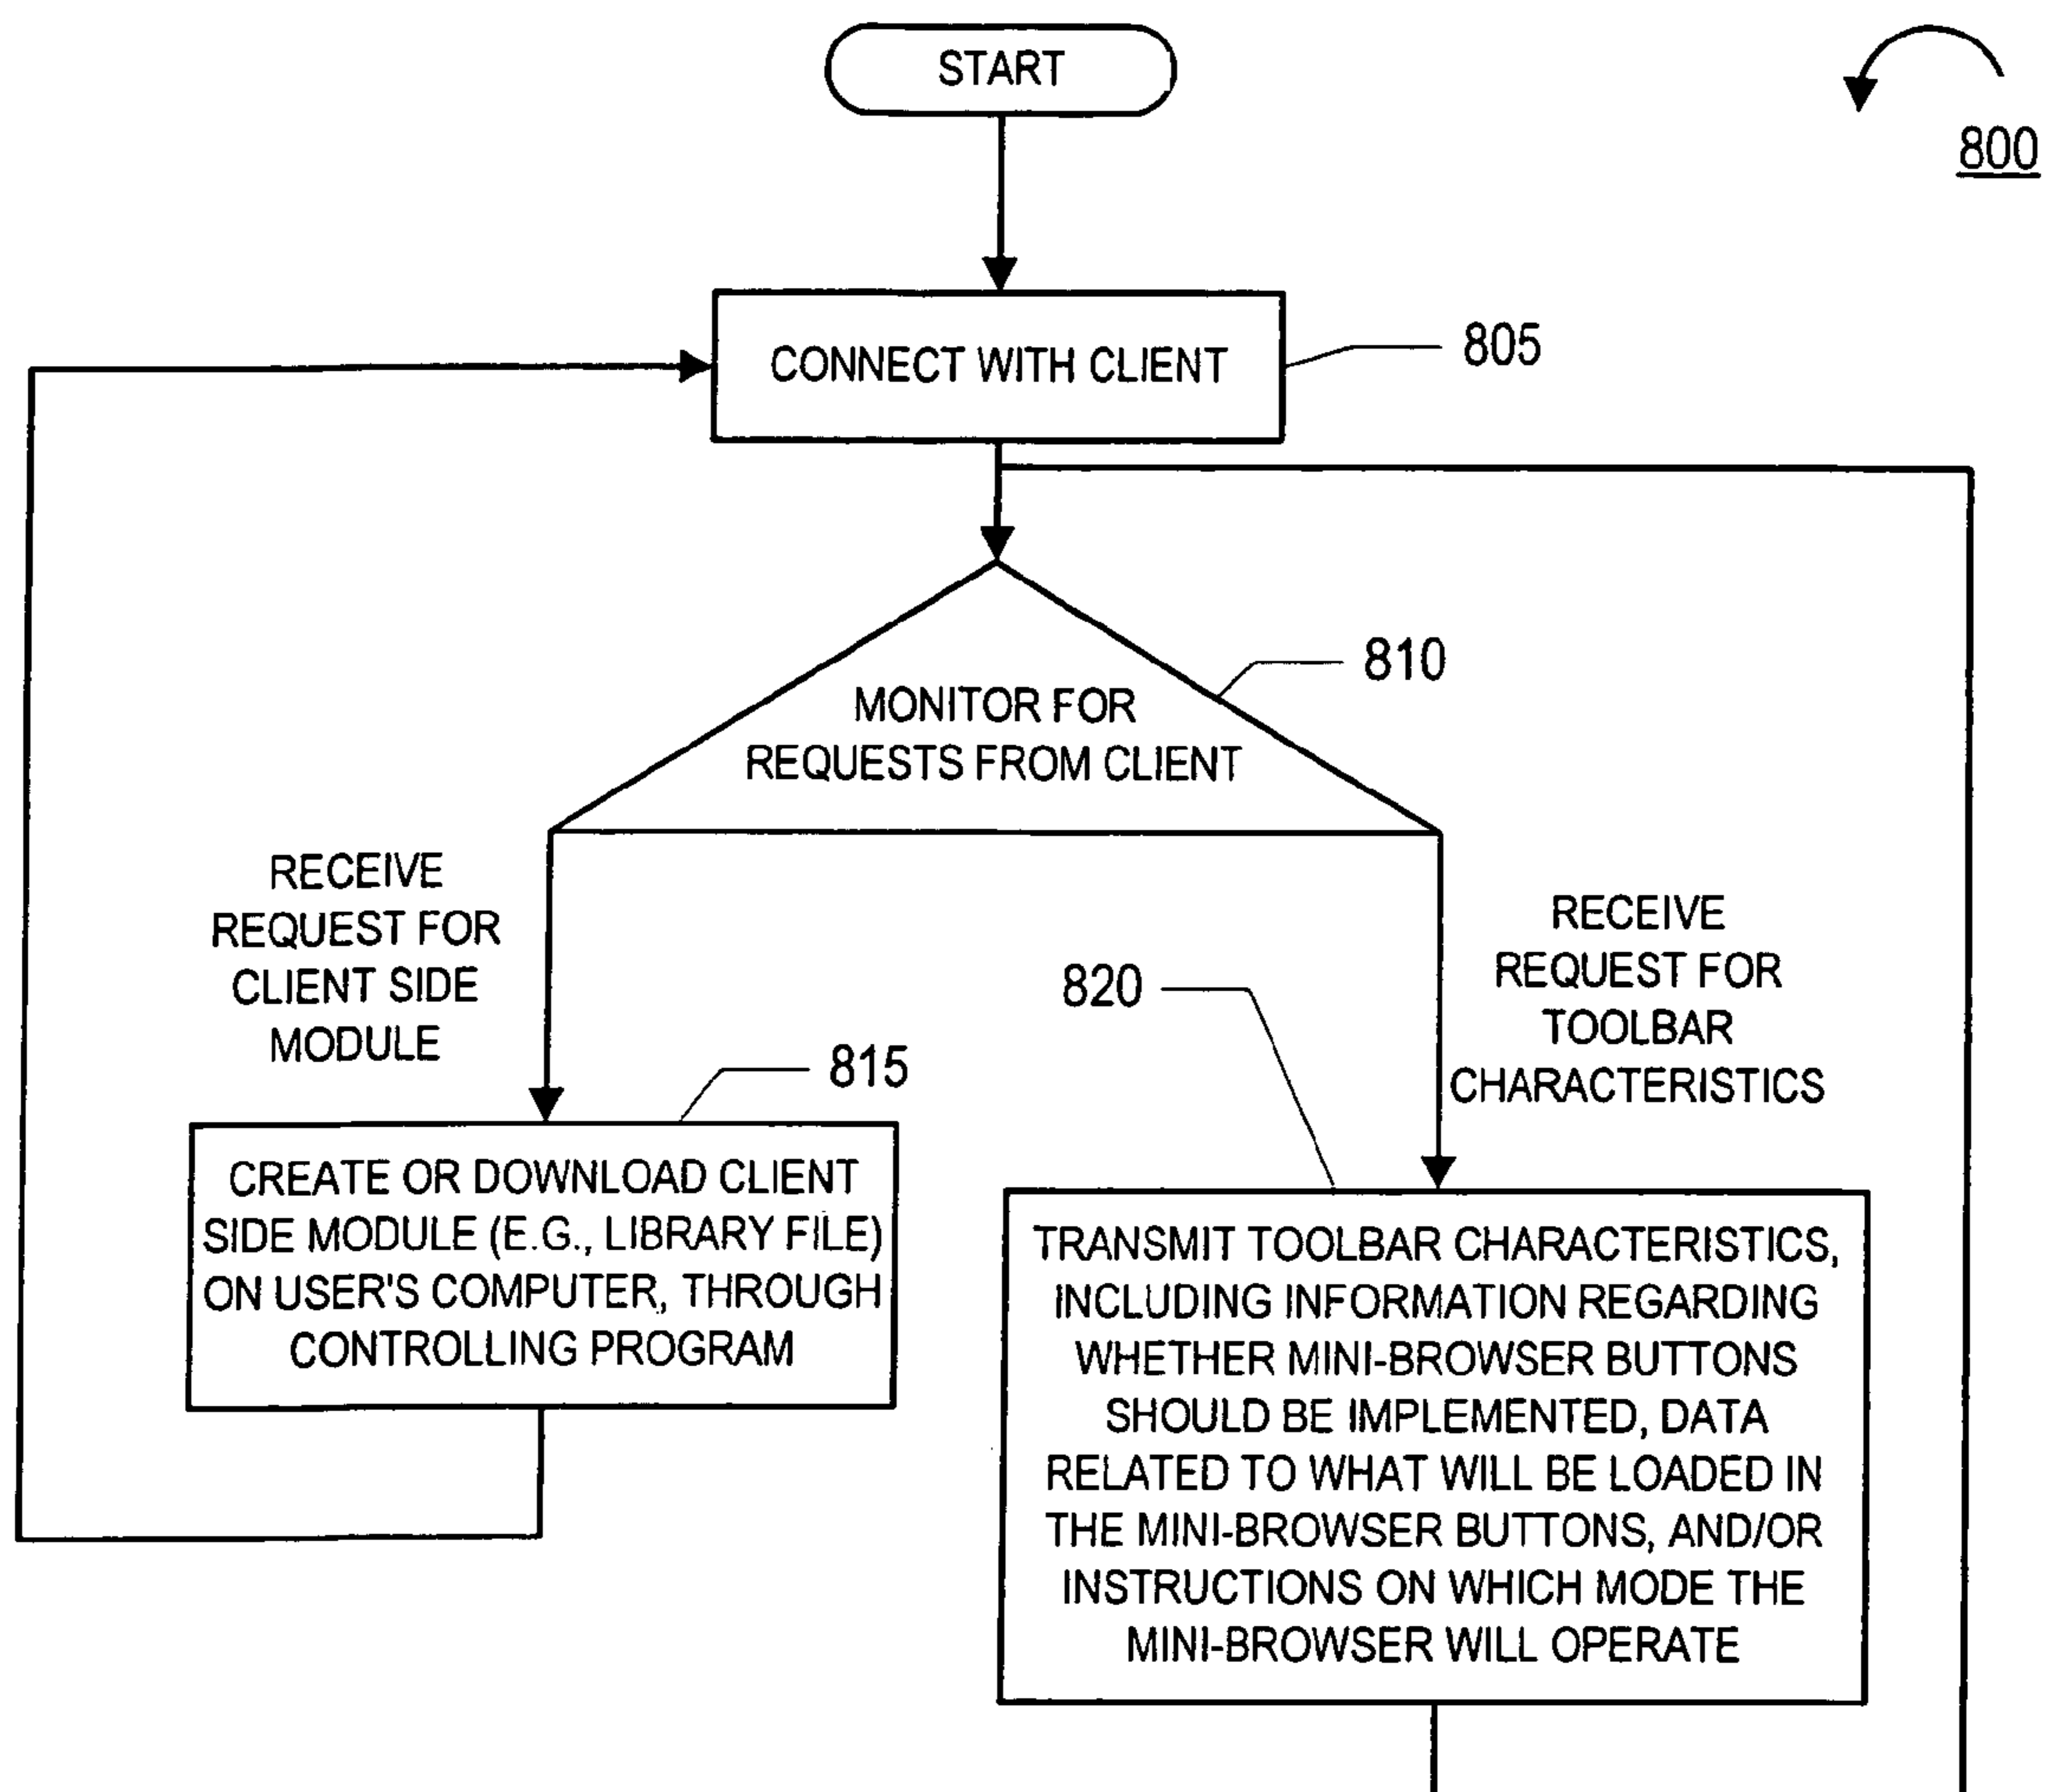 START
800
CONNECT WITH CLIENT
805
810
MONITOR FOR
REQUESTS FROM CLIENT
RECEIVE
REQUEST FOR
CLIENT SIDE
MODULE
RECEIVE
REQUEST FOR
TOOLBAR
CHARACTERISTICS
820
815
CREATE OR DOWNLOAD CLIENT
SIDE MODULE (E.G., LIBRARY FILE)
ON USER'S COMPUTER, THROUGH
CONTROLLING PROGRAM
TRANSMIT TOOLBAR CHARACTERISTICS,
INCLUDING INFORMATION REGARDING
WHETHER MINI-BROWSER BUTTONS
SHOULD BE IMPLEMENTED, DATA
RELATED TO WHAT WILL BE LOADED IN
THE MINI-BROWSER BUTTONS, AND/OR
INSTRUCTIONS ON WHICH MODE THE
MINI-BROWSER WILL OPERATE